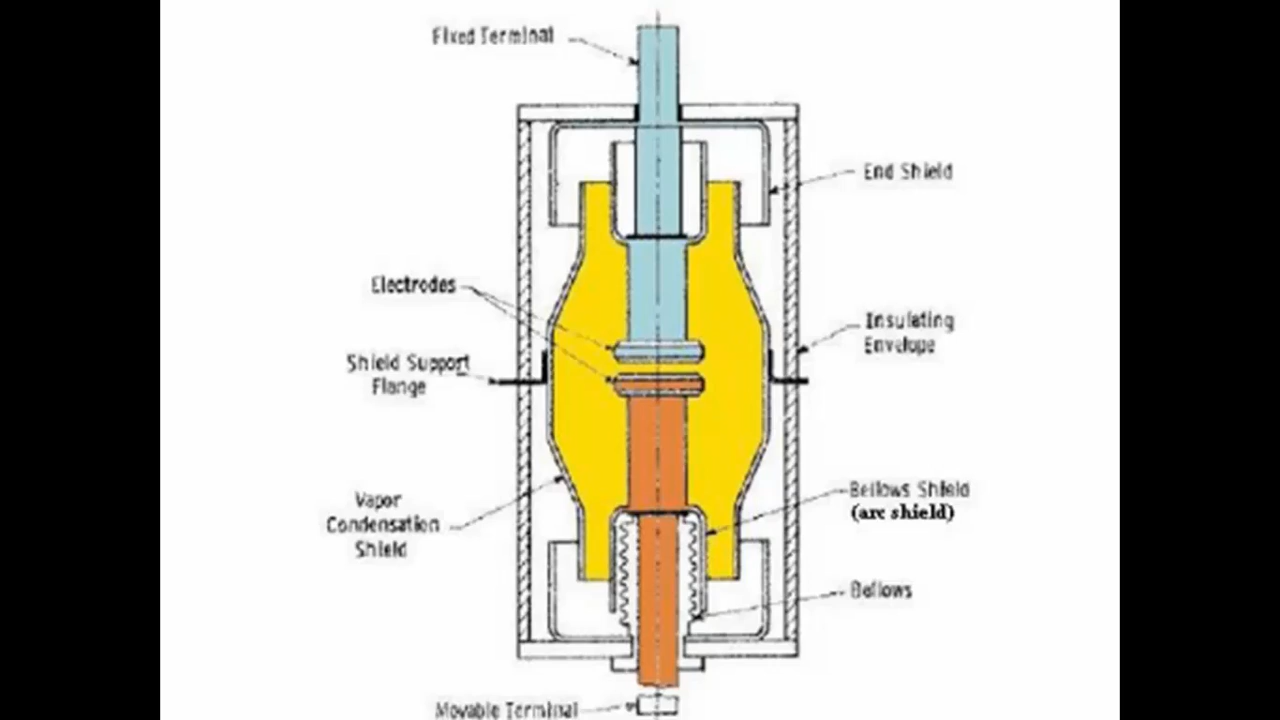 Fixed Terminal
End Shield
Electrodes
Insulating
Envelope
Shield Support
Flange
Bellows Shield
(arc shield)
Vapor
Condensation
Shield
Bellows
Movable Terminal